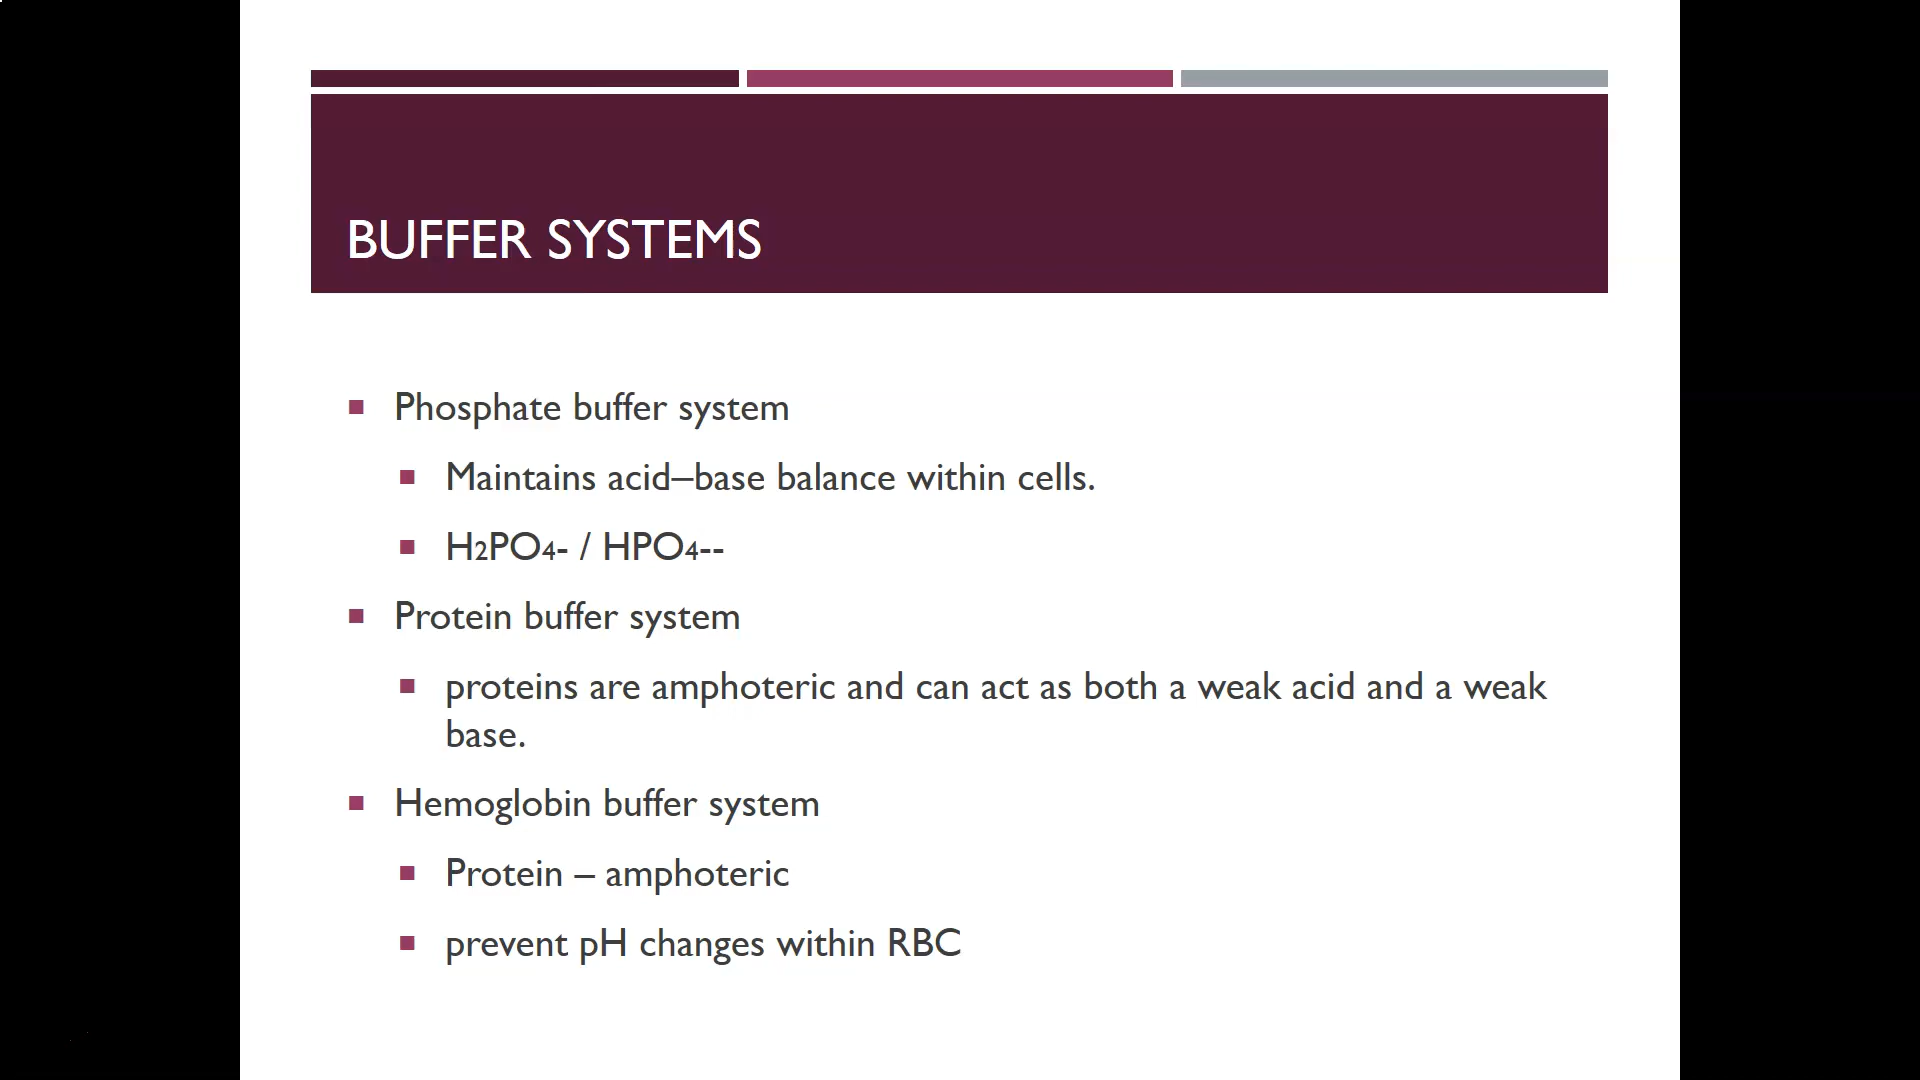 BUFFER SYSTEMS
Phosphate buffer system
Maintains acid–base balance within cells.
H2PO4- / HPO4--
Protein buffer system
proteins are amphoteric and can act as both a weak acid and a weak
base.
Hemoglobin buffer system
Protein – amphoteric
prevent pH changes within RBC